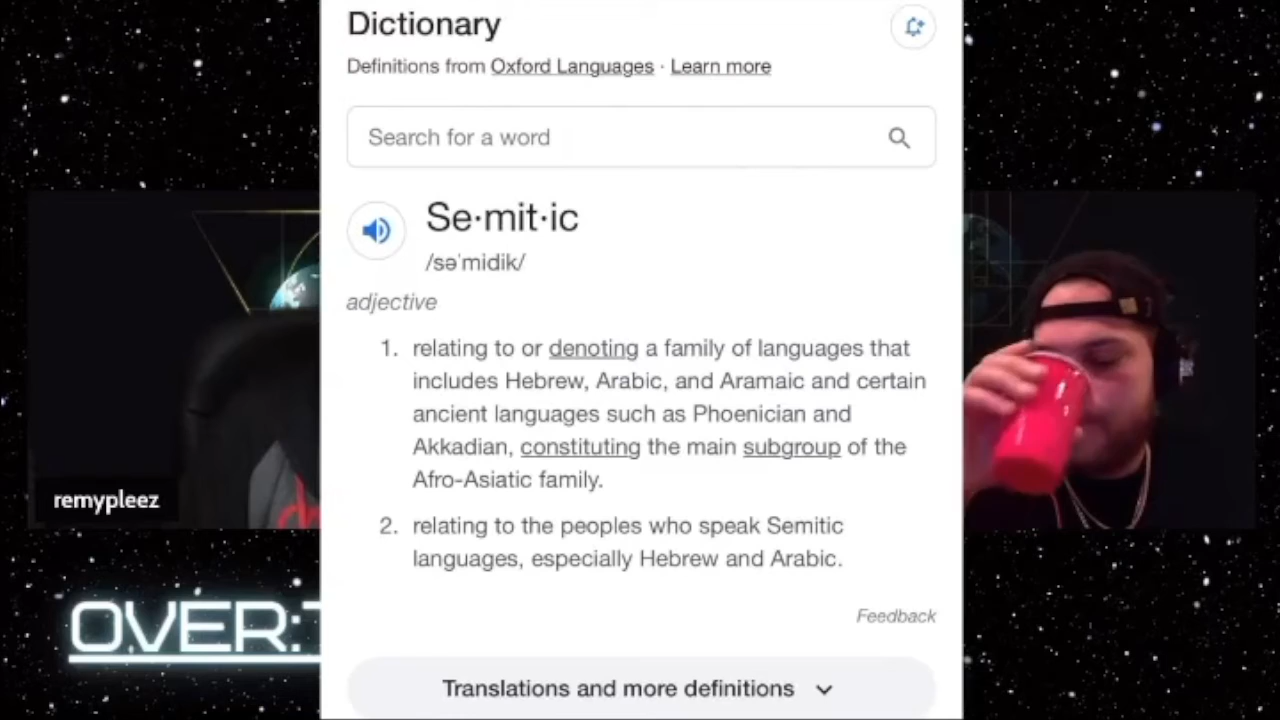 Dictionary
Definitions from Oxford Languages · Learn more
Search for a word
Se·mit·ic
/səˈmidik/
adjective
1. relating to or denoting a family of languages that
includes Hebrew, Arabic, and Aramaic and certain
ancient languages such as Phoenician and
Akkadian, constituting the main subgroup of the
Afro-Asiatic family.
2. relating to the peoples who speak Semitic
languages, especially Hebrew and Arabic.
Feedback
Translations and more definitions
remypleez
OVER: